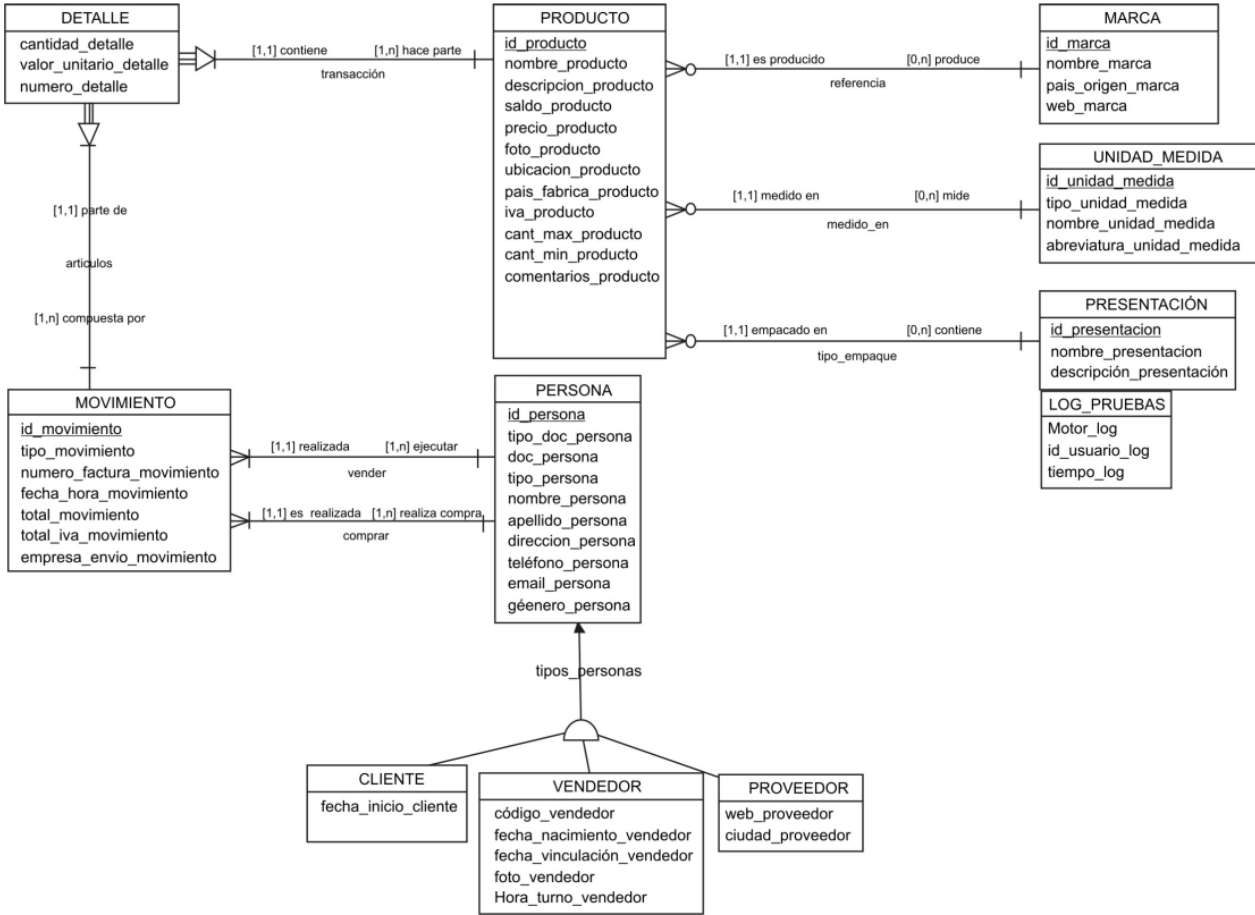 DETALLE
cantidad_detalle
valor_unitario_detalle
numero_detalle
[1,1] contiene
[1,n] hace parte
transacción
PRODUCTO
id_producto
nombre_producto
descripcion_producto
saldo_producto
precio_producto
foto_producto
ubicacion_producto
pais_fabrica_producto
iva_producto
cant_max_producto
cant_min_producto
comentarios_producto
[1,1] es producido
[0,n] produce
referencia
MARCA
id_marca
nombre_marca
pais_origen_marca
web_marca
[1,1] medido en
[0,n] mide
medido_en
UNIDAD_MEDIDA
id_unidad_medida
tipo_unidad_medida
nombre_unidad_medida
abreviatura_unidad_medida
[1,1] empacado en
[0,n] contiene
tipo_empaque
PRESENTACIÓN
id_presentacion
nombre_presentacion
descripción_presentación
LOG_PRUEBAS
Motor_log
id_usuario_log
tiempo_log
[1,1] parte de
articulos
[1,n] compuesta por
MOVIMIENTO
id_movimiento
tipo_movimiento
numero_factura_movimiento
fecha_hora_movimiento
total_movimiento
total_iva_movimiento
empresa_envio_movimiento
[1,1] realizada
[1,n] ejecutar
vender
[1,1] es realizada
[1,n] realiza compra
comprar
PERSONA
id_persona
tipo_doc_persona
doc_persona
tipo_persona
nombre_persona
apellido_persona
direccion_persona
teléfono_persona
email_persona
géenero_persona
tipos_personas
CLIENTE
fecha_inicio_cliente
VENDEDOR
código_vendedor
fecha_nacimiento_vendedor
fecha_vinculación_vendedor
foto_vendedor
Hora_turno_vendedor
PROVEEDOR
web_proveedor
ciudad_proveedor